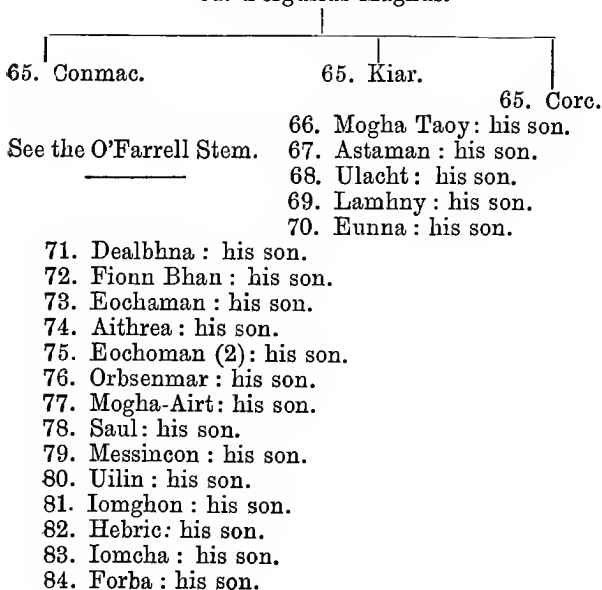 65. Conmac.
65. Kiar.
65. Corc.
See the O'Farrell Stem.
66. Mogha Taoy: his son.
67. Astaman : his son.
68. Ulacht: his son.
69. Lamhny : his son.
70. Eunna : his son.
71. Dealbhna : his son.
72. Fionn Bhan : his son.
73. Eochaman : his son.
74. Aithrea : his son.
75. Eochoman (2): his son.
76. Orbsenmar : his son.
77. Mogha-Airt: his son.
78. Saul: his son.
79. Messincon : his son.
80. Uilin : his son.
81. Iomghon : his son.
82. Hebric: his son.
83. Iomcha : his son.
84. Forba : his son.